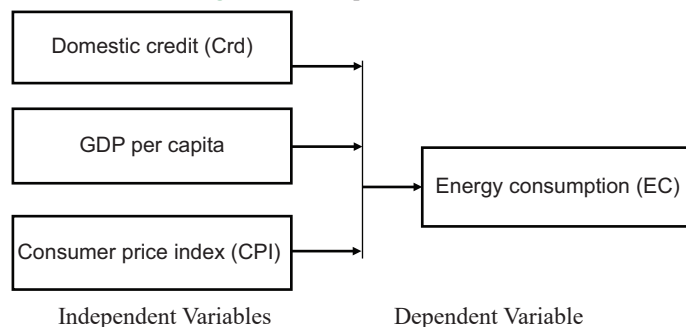 Domestic credit (Crd)
GDP per capita
Energy consumption (EC)
Consumer price index (CPI)
Independent Variables
Dependent Variable